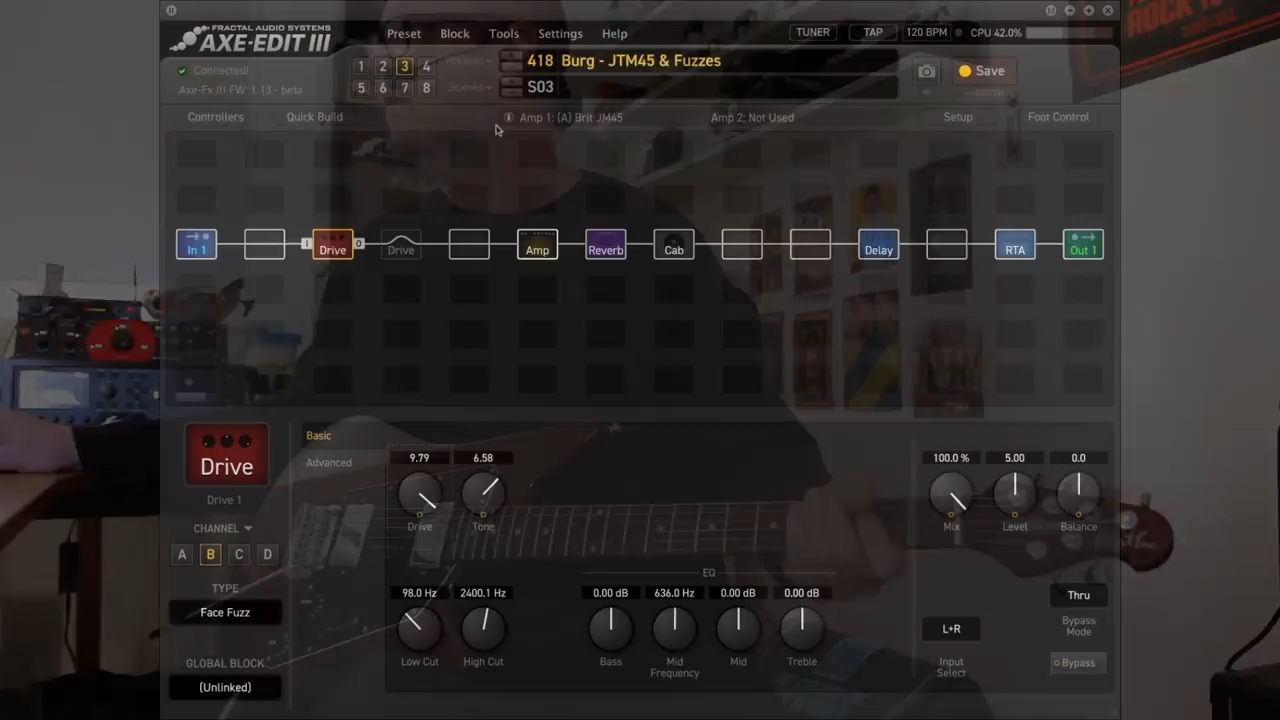 FRACTAL AUDIO SYSTEMS
AXE-EDIT III
Preset Block Tools Settings Help
TUNER TAP 120 BPM CPU 42.0%
Connected!
Axe-Fx III FW 1.13 - beta
1 2 3 4
5 6 7 8
Presets
Scenes
418 Burg - JTM45 & Fuzzes
S03
Save
EDITED
Controllers Quick Build
Amp 1: (A) Brit JM45 Amp 2: Not Used
Setup Foot Control
In 1 I Drive O Drive Amp Reverb Cab Delay RTA Out 1
Drive
Drive 1
CHANNEL
A B C D
TYPE
Face Fuzz
GLOBAL BLOCK
(Unlinked)
Basic
Advanced
9.79 6.58
Drive Tone
100.0 % 5.00 0.0
Mix Level Balance
EQ
98.0 Hz 2400.1 Hz 0.00 dB 636.0 Hz 0.00 dB 0.00 dB
Low Cut High Cut Bass Mid Frequency Mid Treble
L+R
Input Select
Thru
Bypass Mode
Bypass
ROCK